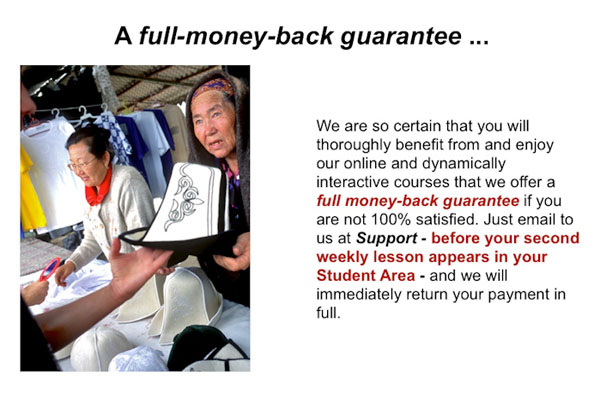 A full-money-back guarantee ...
We are so certain that you will
thoroughly benefit from and enjoy
our online and dynamically
interactive courses that we offer a
full money-back guarantee if you
are not 100% satisfied. Just email to
us at Support - before your second
weekly lesson appears in your
Student Area - and we will
immediately return your payment in
full.